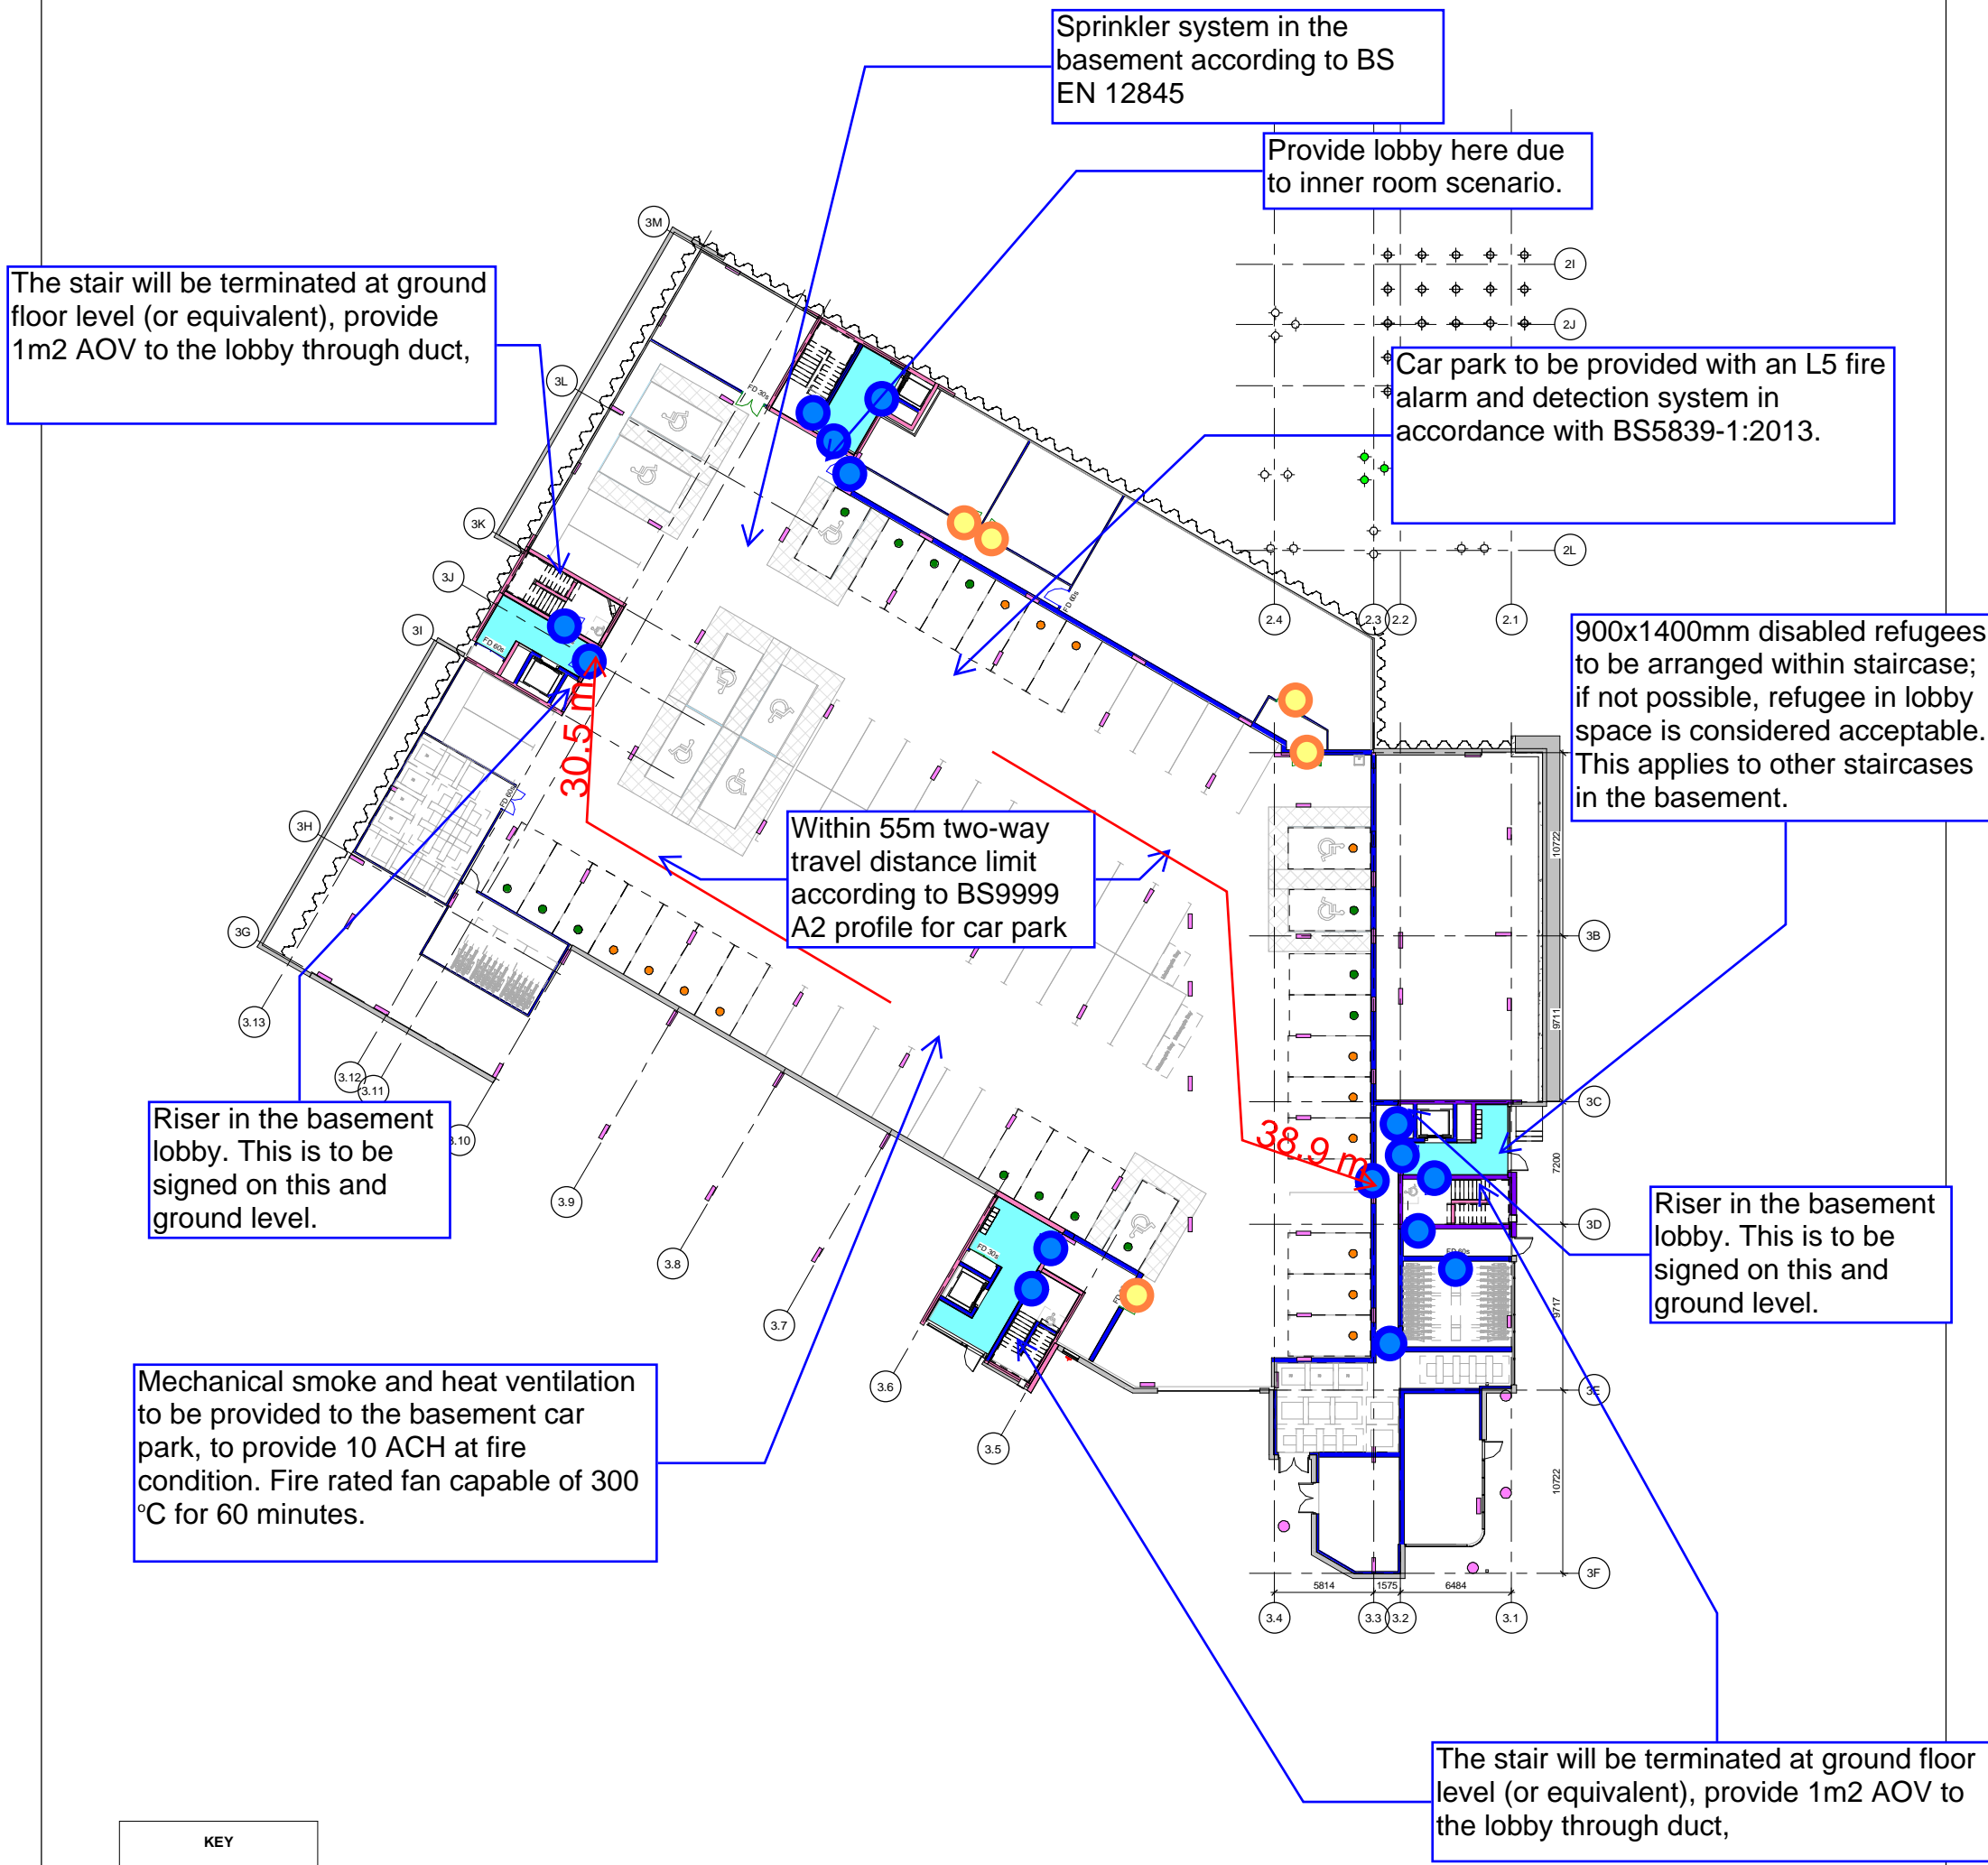 Sprinkler system in the
basement according to BS
EN 12845
Provide lobby here due
to inner room scenario.
The stair will be terminated at ground
floor level (or equivalent), provide
1m2 AOV to the lobby through duct,
Car park to be provided with an L5 fire
alarm and detection system in
accordance with BS5839-1:2013.
900x1400mm disabled refugees
to be arranged within staircase;
if not possible, refugee in lobby
space is considered acceptable.
This applies to other staircases
in the basement.
Within 55m two-way
travel distance limit
according to BS9999
A2 profile for car park
30.5 m
38.9 m
Riser in the basement
lobby. This is to be
signed on this and
ground level.
Riser in the basement
lobby. This is to be
signed on this and
ground level.
Mechanical smoke and heat ventilation
to be provided to the basement car
park, to provide 10 ACH at fire
condition. Fire rated fan capable of 300
°C for 60 minutes.
The stair will be terminated at ground floor
level (or equivalent), provide 1m2 AOV to
the lobby through duct,
KEY
3M
3L
3K
3J
3I
3H
3G
3.13
3.12
3.11
3.10
3.9
3.8
3.7
3.6
3.5
2I
2J
2L
2.4
2.3
2.2
2.1
3B
3C
3D
3E
3F
3.4
3.3
3.2
3.1
10722
9711
7200
9717
10722
5814
1575
6484
FD 30s
FD 60s
FD 60s
FD 60s
FD 30s
FD 60s